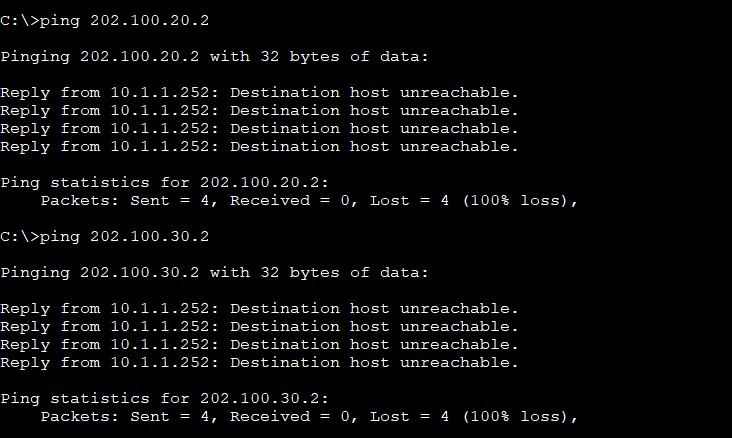 C:\>ping 202.100.20.2
Pinging 202.100.20.2 with 32 bytes of data:
Reply from 10.1.1.252: Destination host unreachable.
Reply from 10.1.1.252: Destination host unreachable.
Reply from 10.1.1.252: Destination host unreachable.
Reply from 10.1.1.252: Destination host unreachable.
Ping statistics for 202.100.20.2:
    Packets: Sent = 4, Received = 0, Lost = 4 (100% loss),
C:\>ping 202.100.30.2
Pinging 202.100.30.2 with 32 bytes of data:
Reply from 10.1.1.252: Destination host unreachable.
Reply from 10.1.1.252: Destination host unreachable.
Reply from 10.1.1.252: Destination host unreachable.
Reply from 10.1.1.252: Destination host unreachable.
Ping statistics for 202.100.30.2:
    Packets: Sent = 4, Received = 0, Lost = 4 (100% loss),